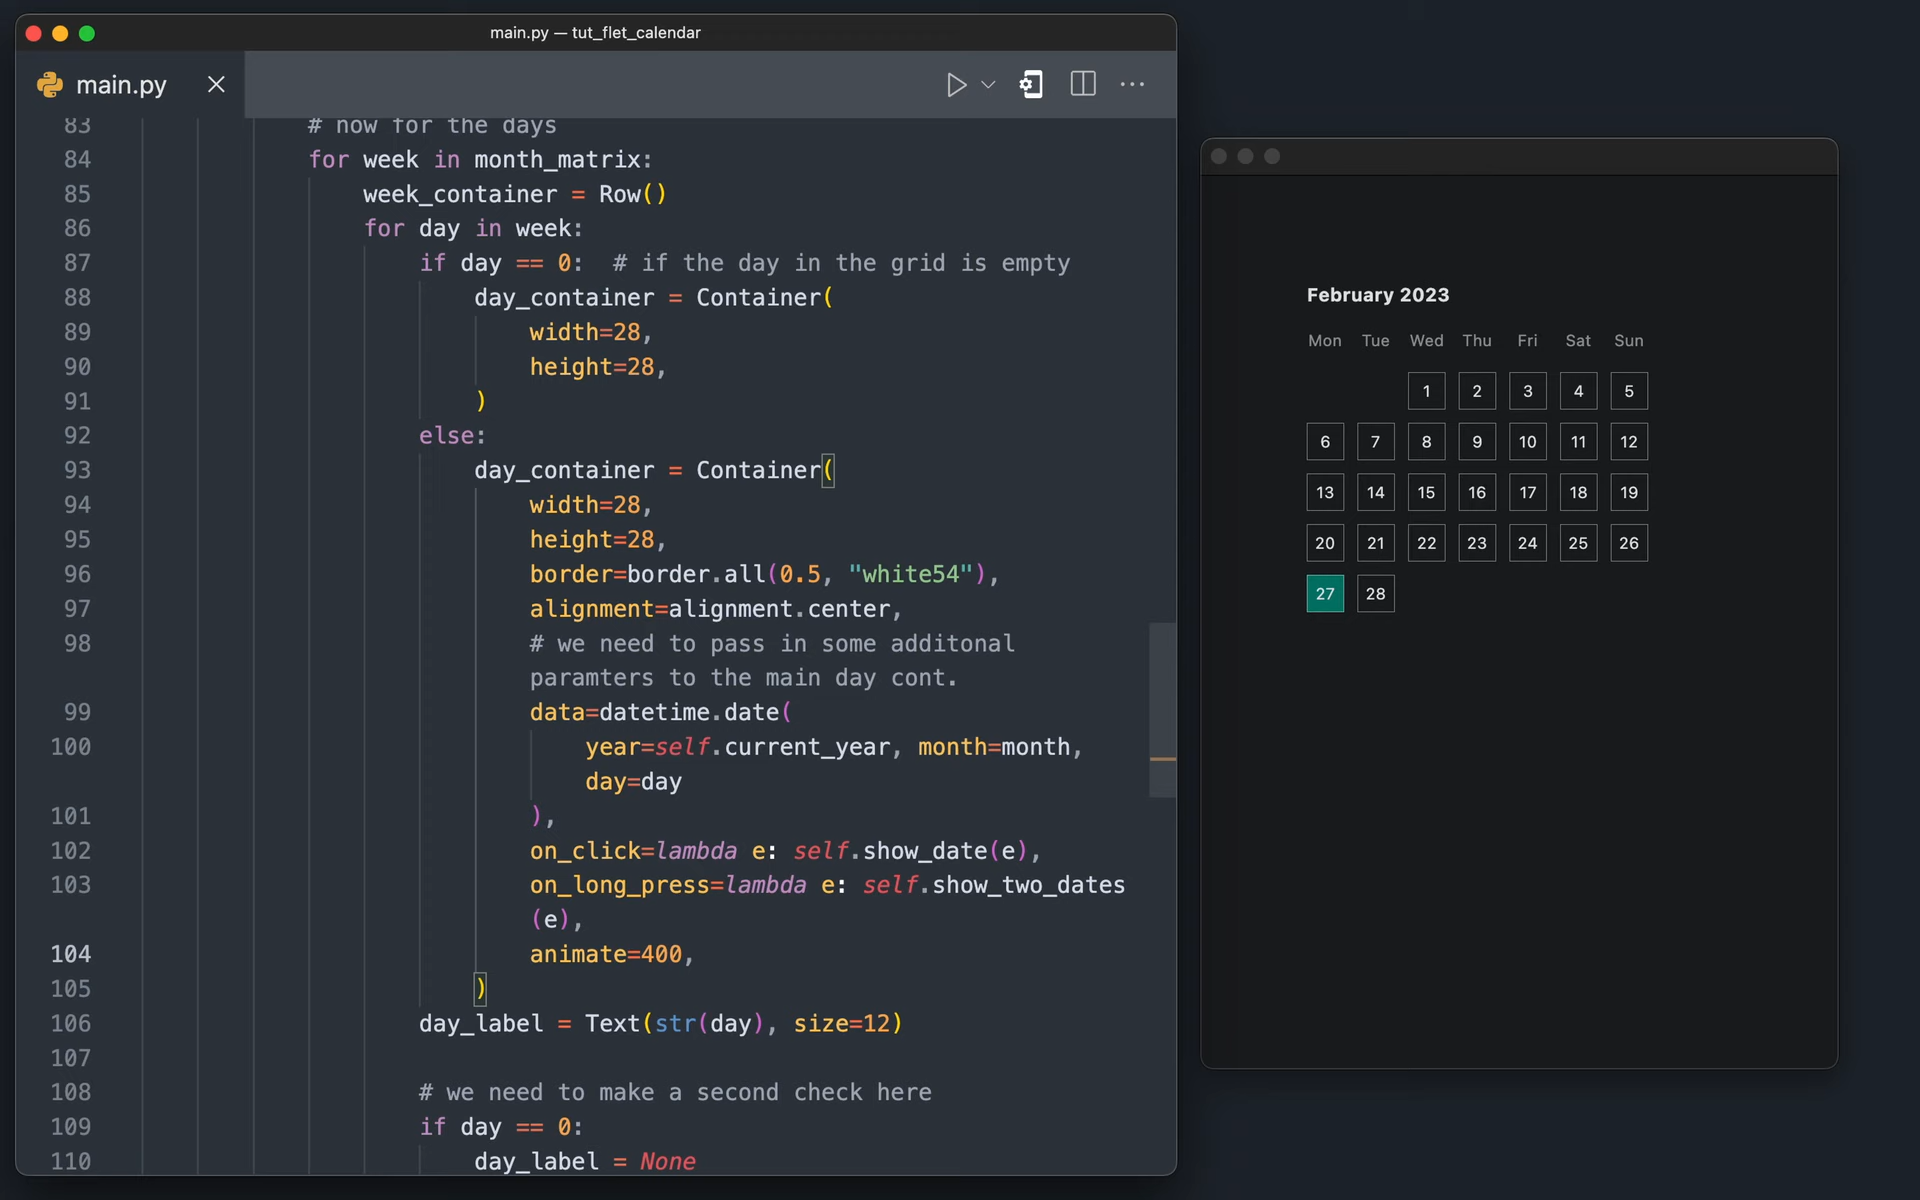 main.py — tut_flet_calendar
main.py
83 # now for the days
84 for week in month_matrix:
85 week_container = Row()
86 for day in week:
87 if day == 0:  # if the day in the grid is empty
88 day_container = Container(
89 width=28,
90 height=28,
91 )
92 else:
93 day_container = Container(
94 width=28,
95 height=28,
96 border=border.all(0.5, "white54"),
97 alignment=alignment.center,
98 # we need to pass in some additonal
paramters to the main day cont.
99 data=datetime.date(
100 year=self.current_year, month=month,
day=day
101 ),
102 on_click=lambda e: self.show_date(e),
103 on_long_press=lambda e: self.show_two_dates
(e),
104 animate=400,
105 )
106 day_label = Text(str(day), size=12)
107
108 # we need to make a second check here
109 if day == 0:
110 day_label = None
February 2023
Mon Tue Wed Thu Fri Sat Sun
1 2 3 4 5
6 7 8 9 10 11 12
13 14 15 16 17 18 19
20 21 22 23 24 25 26
27 28